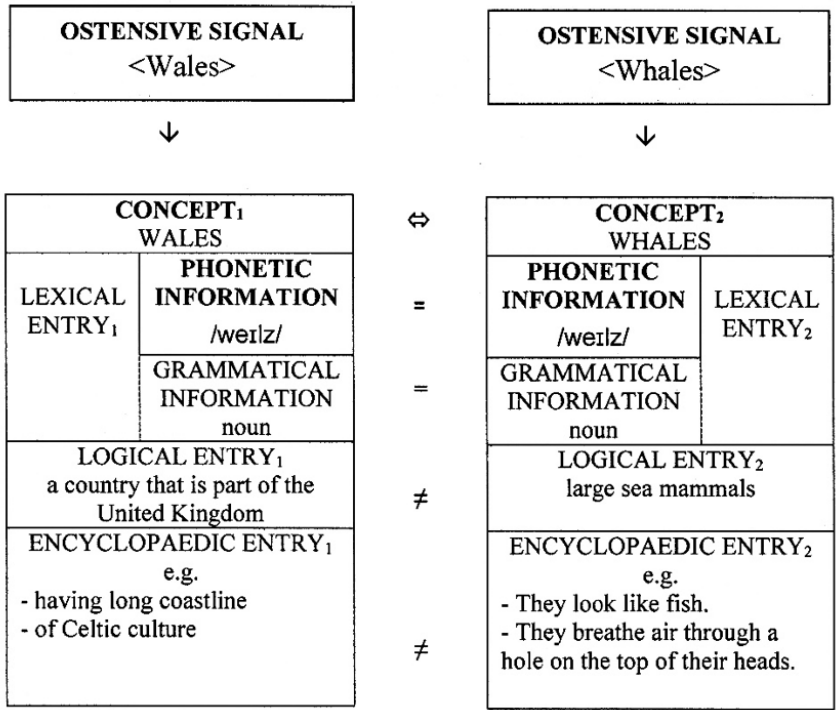 OSTENSIVE SIGNAL
<Wales>
OSTENSIVE SIGNAL
<Whales>
↓
↓
CONCEPT₁
WALES
⇔
CONCEPT₂
WHALES
LEXICAL
ENTRY₁
PHONETIC
INFORMATION
/weɪlz/
=
PHONETIC
INFORMATION
/weɪlz/
LEXICAL
ENTRY₂
GRAMMATICAL
INFORMATION
noun
=
GRAMMATICAL
INFORMATION
noun
LOGICAL ENTRY₁
a country that is part of the
United Kingdom
≠
LOGICAL ENTRY₂
large sea mammals
ENCYCLOPAEDIC ENTRY₁
e.g.
- having long coastline
- of Celtic culture
≠
ENCYCLOPAEDIC ENTRY₂
e.g.
- They look like fish.
- They breathe air through a
hole on the top of their heads.